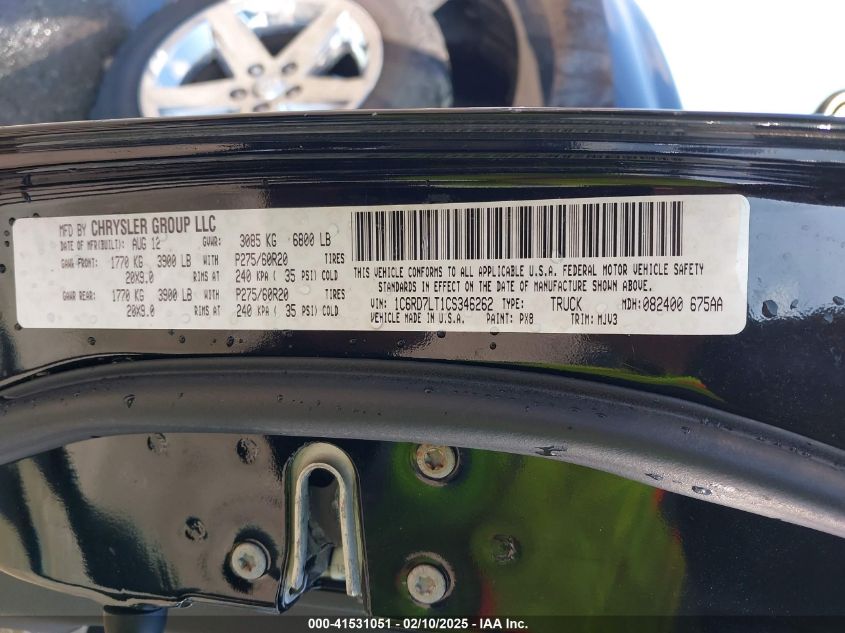 MFD BY CHRYSLER GROUP LLC
DATE OF MFR(BUILT): AUG 12 GVWR: 3085 KG 6800 LB
GAWR FRONT: 1770 KG 3900 LB WITH P275/60R20 TIRES
20X9.0 RIMS AT 240 KPA ( 35 PSI) COLD
GAWR REAR: 1770 KG 3900 LB WITH P275/60R20 TIRES
20X9.0 RIMS AT 240 KPA ( 35 PSI) COLD
THIS VEHICLE CONFORMS TO ALL APPLICABLE U.S.A. FEDERAL MOTOR VEHICLE SAFETY
STANDARDS IN EFFECT ON THE DATE OF MANUFACTURE SHOWN ABOVE.
VIN: 1C6RD7LT1CS346262 TYPE: TRUCK MDH: 082400 675AA
VEHICLE MADE IN U.S.A. PAINT: PX8 TRIM: MJV3
000-41531051 — 02/10/2025 — IAA Inc.